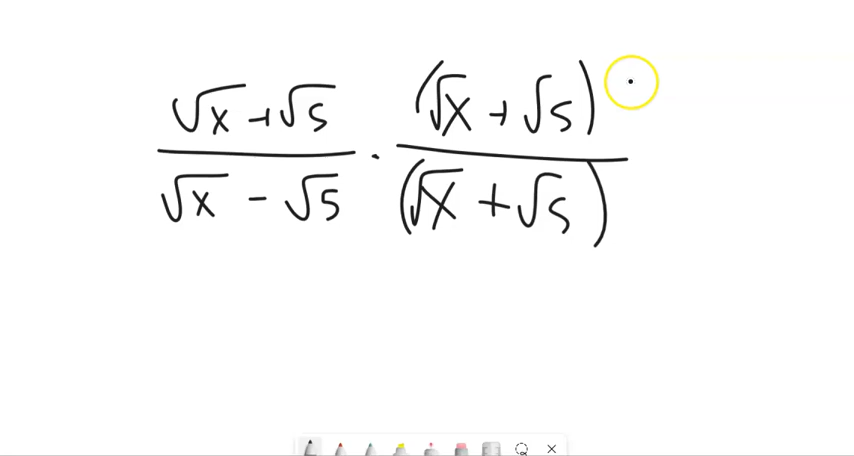 √x + √5 (√x + √5)
√x - √5 · (√x + √5)